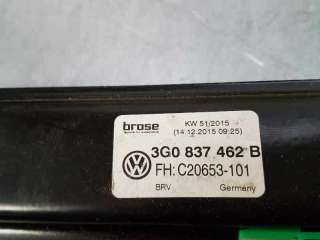 brose
KW 51/2015
(14.12.2015 09:25)
3G0 837 462 B
FH: C20653-101
BRV Germany